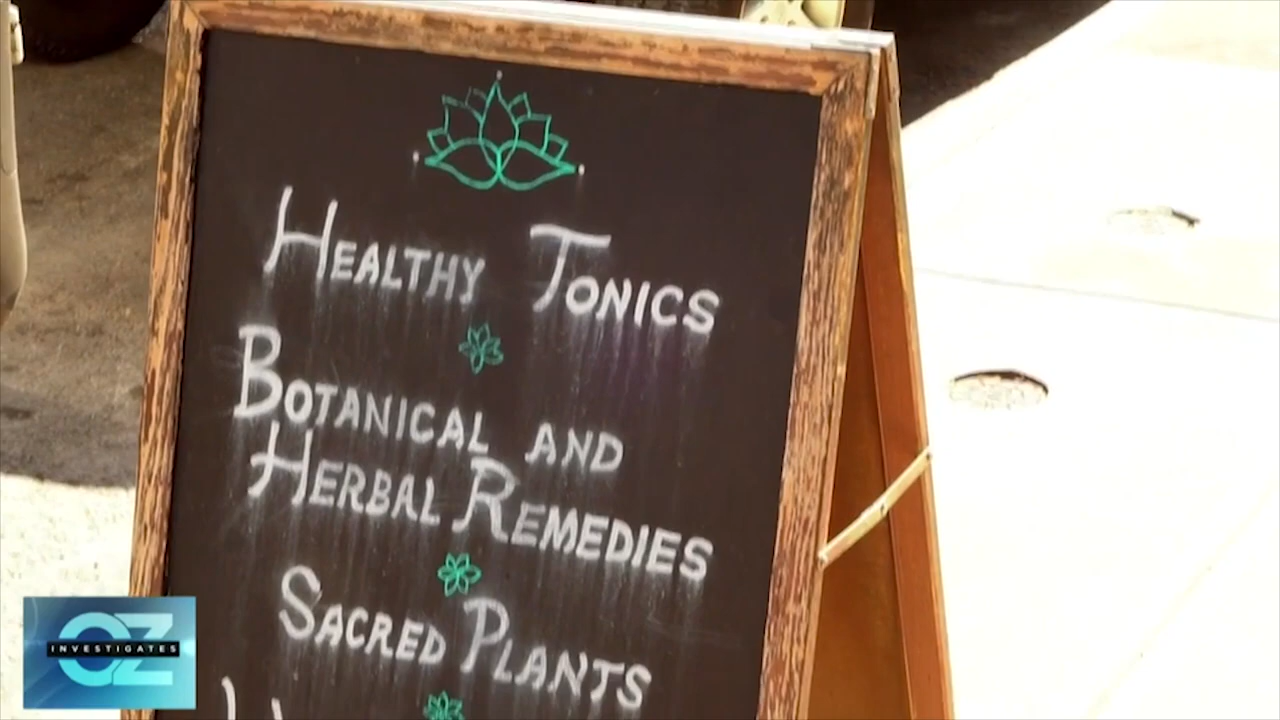 Healthy Tonics
Botanical and
Herbal Remedies
Sacred Plants
OZ
INVESTIGATES